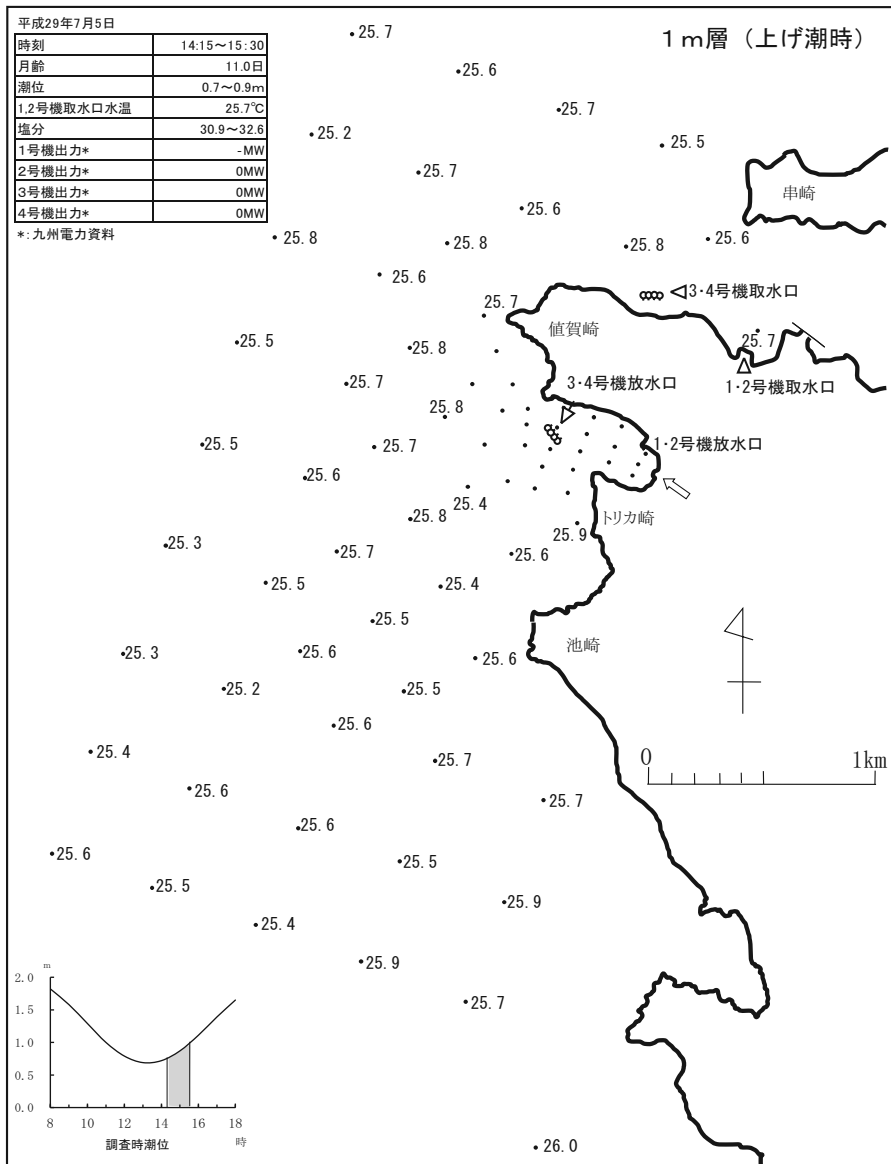 平成29年7月5日
時刻 14:15～15:30
月齢 11.0日
潮位 0.7～0.9m
1,2号機取水口水温 25.7℃
塩分 30.9～32.6
1号機出力* -MW
2号機出力* 0MW
3号機出力* 0MW
4号機出力* 0MW
*:九州電力資料
1m層（上げ潮時）
25.7
25.6
25.7
25.2
25.5
25.7
串崎
25.6
25.8
25.8
25.8
25.6
25.6
3・4号機取水口
25.7
値賀崎
25.5
25.8
25.7
1・2号機取水口
25.7
3・4号機放水口
25.8
25.5
25.7
1・2号機放水口
25.6
25.4
25.8
トリカ崎
25.9
25.3
25.7
25.6
25.5
25.4
25.5
池崎
25.3
25.6
25.6
25.2
25.5
25.6
25.4
25.7
0 1km
25.6
25.7
25.6
25.6
25.5
25.5
25.9
25.4
25.9
25.7
26.0
m
2.0
1.5
1.0
0.5
0.0
8 10 12 14 16 18
時
調査時潮位